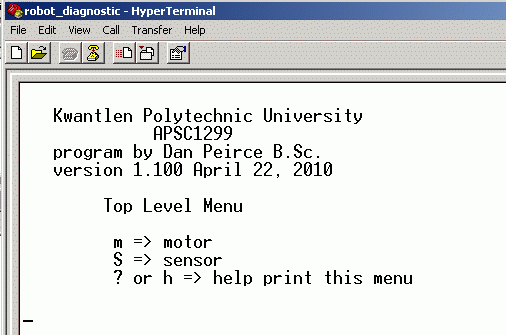 robot_diagnostic - HyperTerminal
File Edit View Call Transfer Help
Kwantlen Polytechnic University
APSC1299
program by Dan Peirce B.Sc.
version 1.100 April 22, 2010
Top Level Menu
m => motor
S => sensor
? or h => help print this menu
_